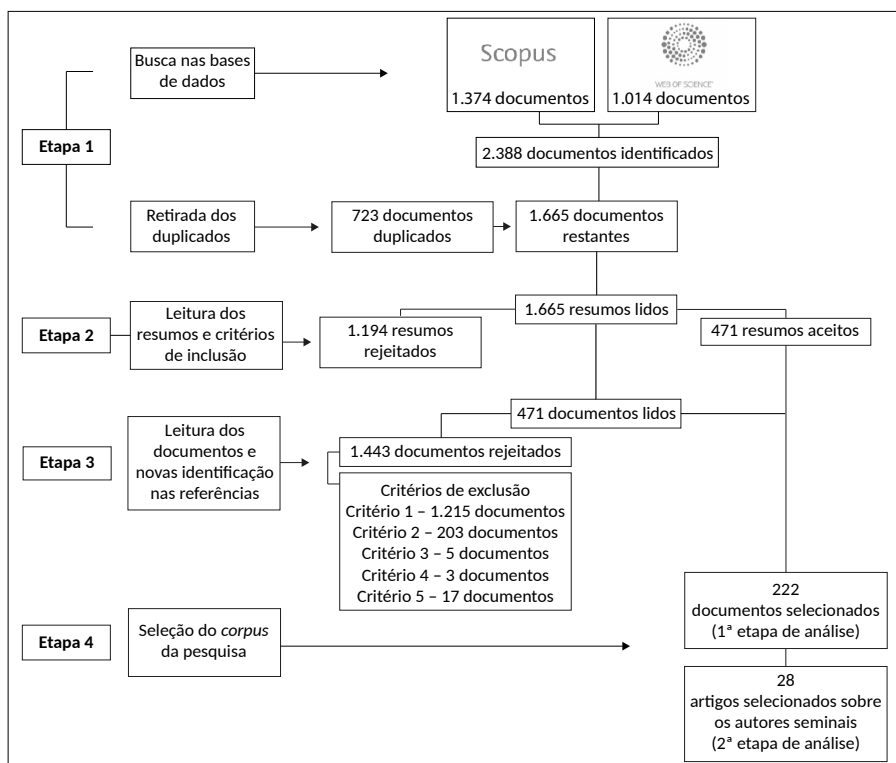 Busca nas bases
de dados
Scopus
WEB OF SCIENCE
1.374 documentos
1.014 documentos
Etapa 1
2.388 documentos identificados
Retirada dos
duplicados
723 documentos
duplicados
1.665 documentos
restantes
Etapa 2
Leitura dos
resumos e critérios
de inclusão
1.665 resumos lidos
1.194 resumos
rejeitados
471 resumos aceitos
471 documentos lidos
Etapa 3
Leitura dos
documentos e
novas identificação
nas referências
1.443 documentos rejeitados
Critérios de exclusão
Critério 1 – 1.215 documentos
Critério 2 – 203 documentos
Critério 3 – 5 documentos
Critério 4 – 3 documentos
Critério 5 – 17 documentos
Etapa 4
Seleção do corpus
da pesquisa
222
documentos selecionados
(1ª etapa de análise)
28
artigos selecionados sobre
os autores seminais
(2ª etapa de análise)